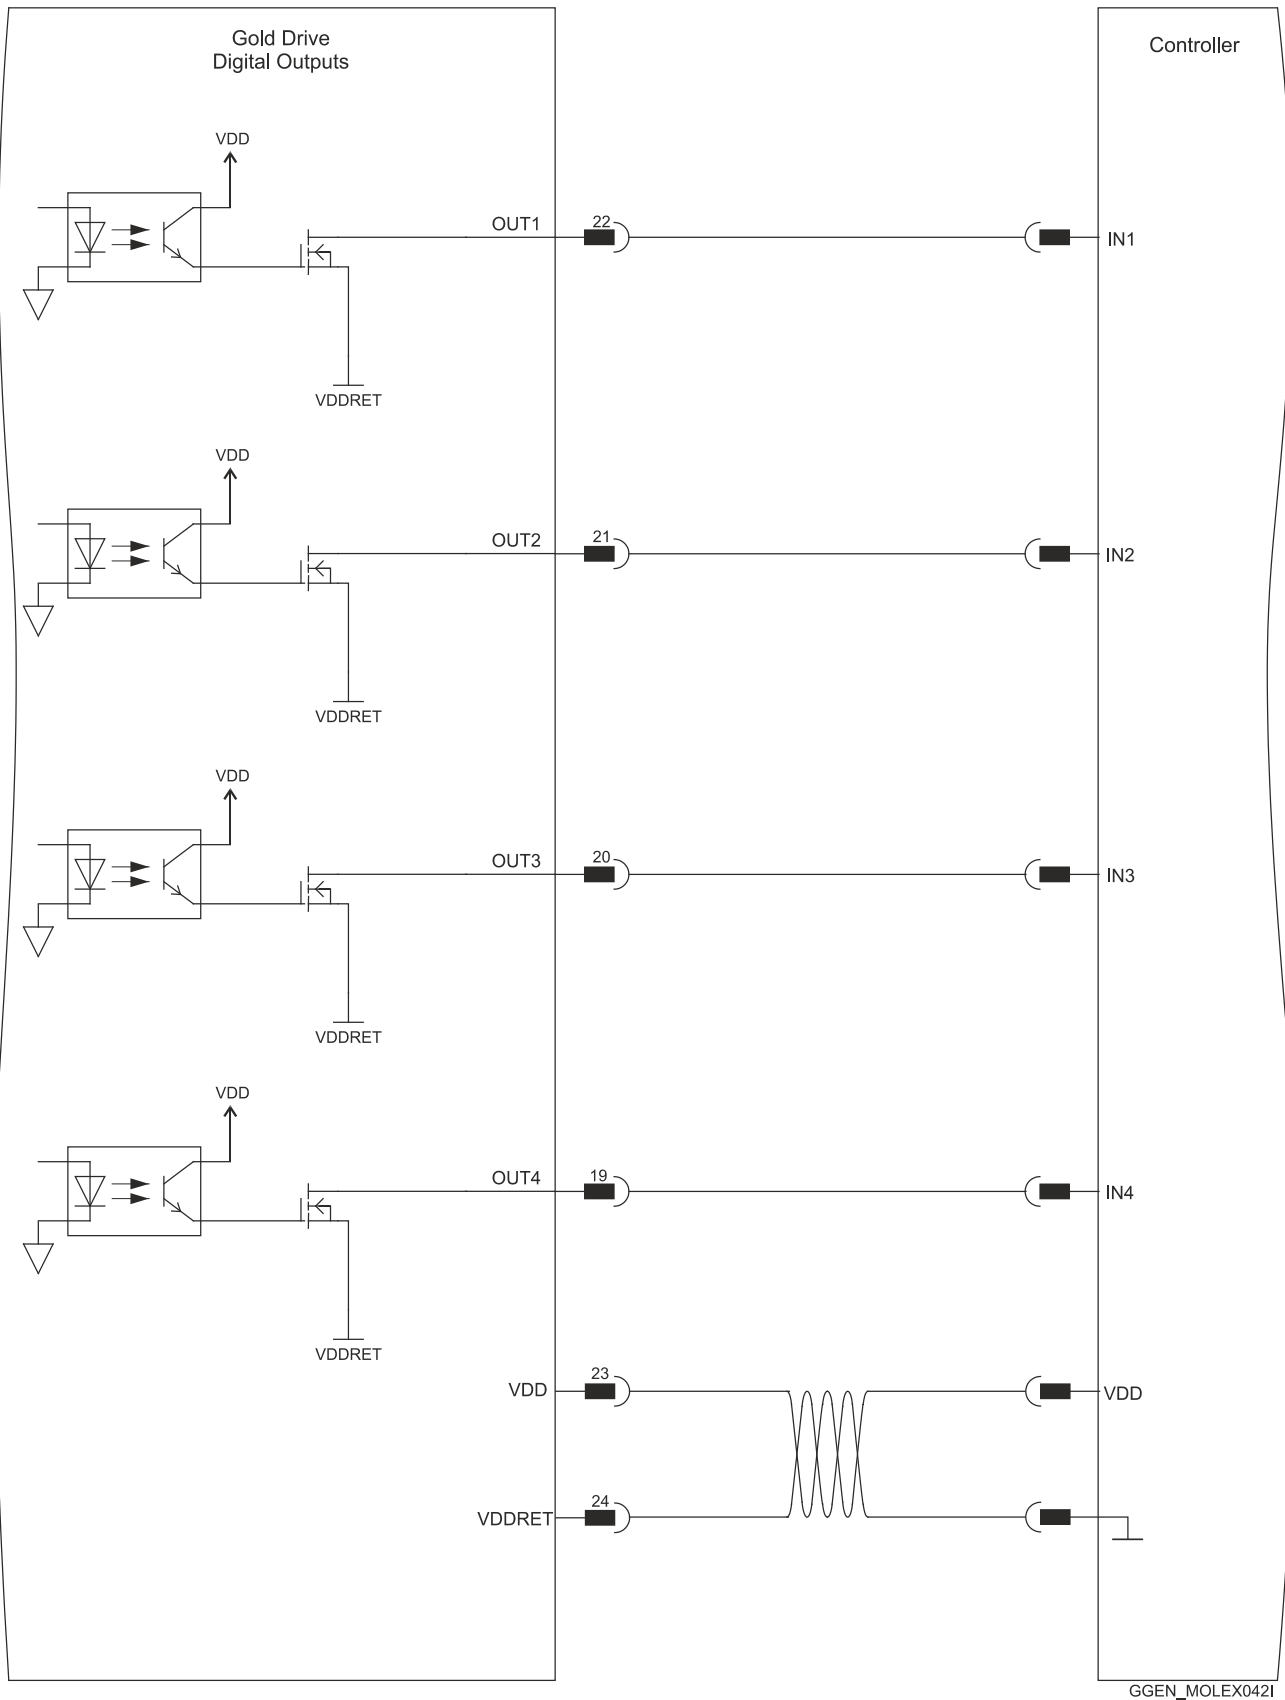 Gold Drive
Digital Outputs
Controller
VDD
OUT1
22
IN1
VDDRET
VDD
OUT2
21
IN2
VDDRET
VDD
OUT3
20
IN3
VDDRET
VDD
OUT4
19
IN4
VDDRET
VDD
23
VDD
VDDRET
24
GGEN_MOLEX042I